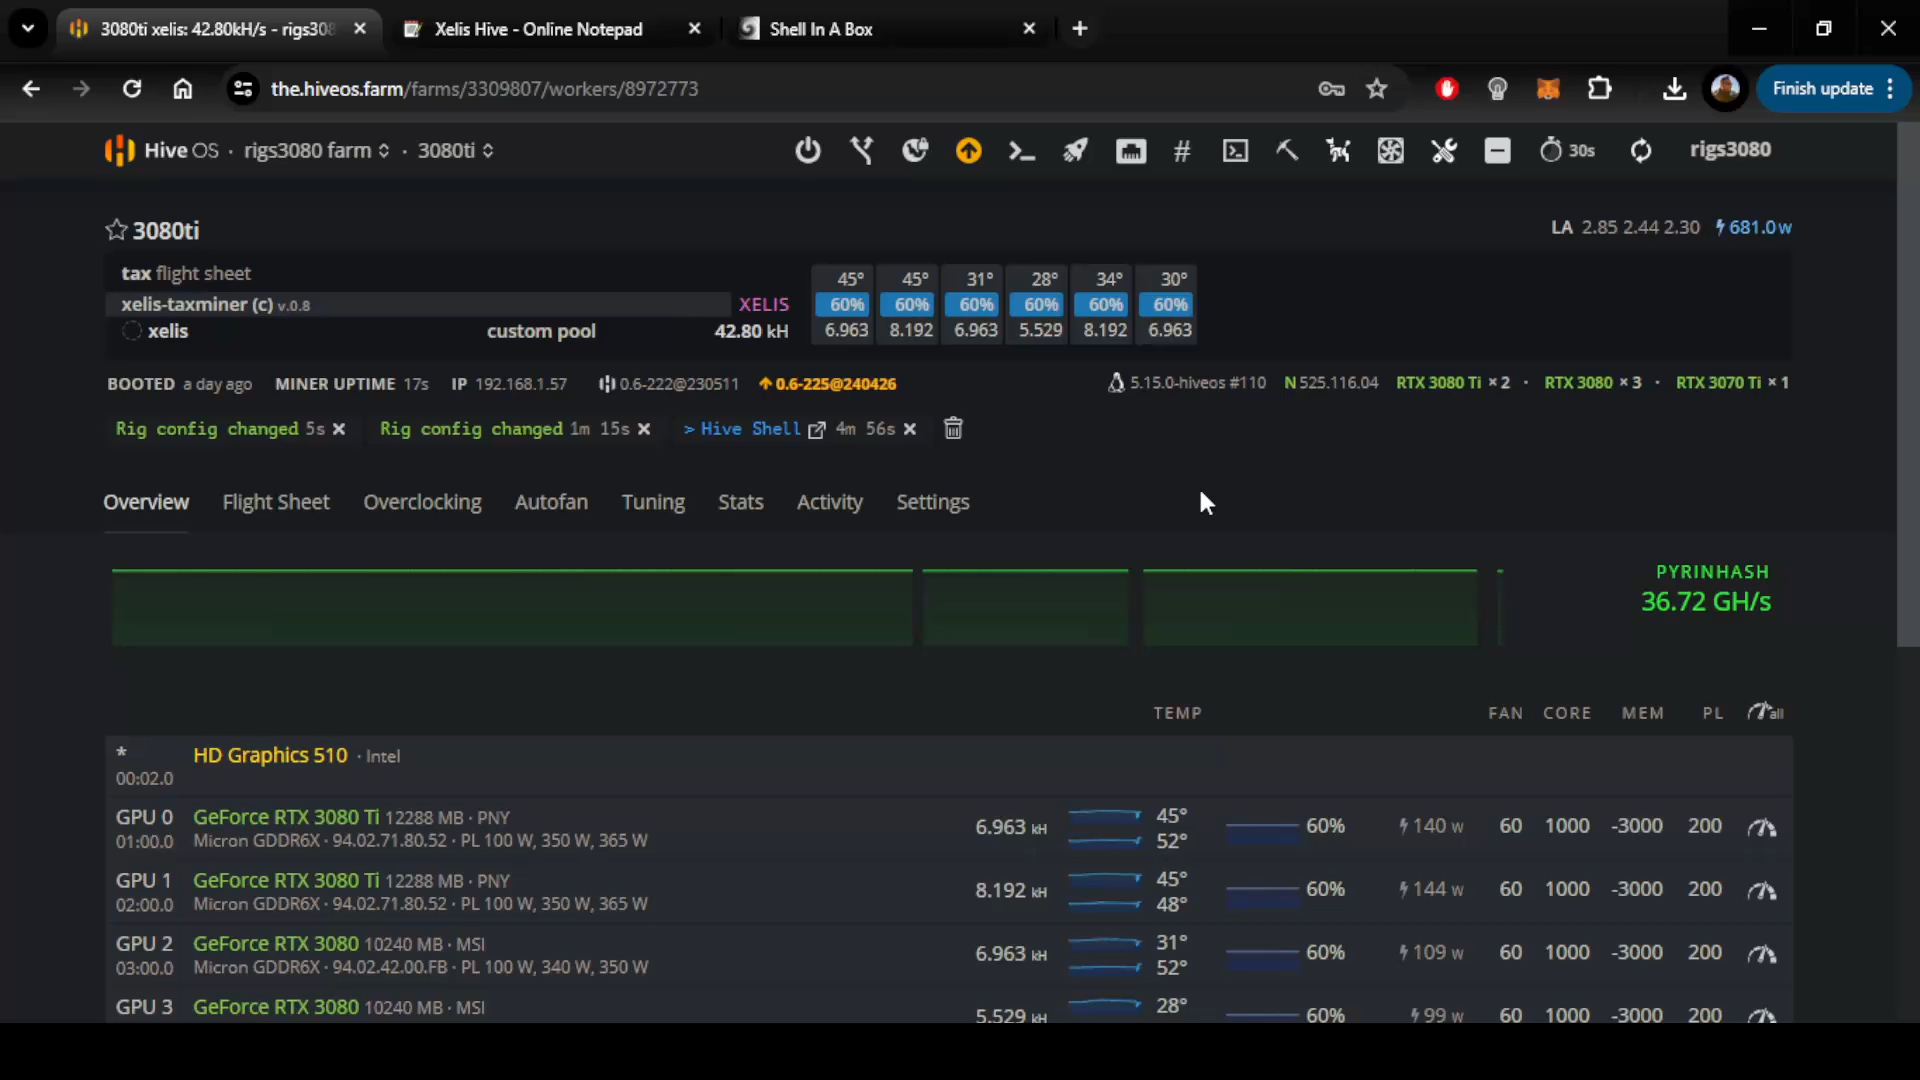 3080ti xelis: 42.80kH/s - rigs308
Xelis Hive - Online Notepad
Shell In A Box
the.hiveos.farm/farms/3309807/workers/8972773
Finish update
Hive OS · rigs3080 farm · 3080ti
30s
rigs3080
3080ti
LA 2.85 2.44 2.30 681.0 w
tax flight sheet
45° 45° 31° 28° 34° 30°
xelis-taxminer (c) v.0.8 XELIS 60% 60% 60% 60% 60% 60%
xelis custom pool 42.80 kH 6.963 8.192 6.963 5.529 8.192 6.963
BOOTED a day ago MINER UPTIME 17s IP 192.168.1.57 0.6-222@230511 0.6-225@240426 5.15.0-hiveos #110 N 525.116.04 RTX 3080 Ti × 2 · RTX 3080 × 3 · RTX 3070 Ti × 1
Rig config changed 5s Rig config changed 1m 15s > Hive Shell 4m 56s
Overview Flight Sheet Overclocking Autofan Tuning Stats Activity Settings
PYRINHASH
36.72 GH/s
TEMP FAN CORE MEM PL all
* HD Graphics 510 · Intel
00:02.0
GPU 0 GeForce RTX 3080 Ti 12288 MB · PNY 6.963 kH 45° 60% 140 w 60 1000 -3000 200
01:00.0 Micron GDDR6X · 94.02.71.80.52 · PL 100 W, 350 W, 365 W 52°
GPU 1 GeForce RTX 3080 Ti 12288 MB · PNY 8.192 kH 45° 60% 144 w 60 1000 -3000 200
02:00.0 Micron GDDR6X · 94.02.71.80.52 · PL 100 W, 350 W, 365 W 48°
GPU 2 GeForce RTX 3080 10240 MB · MSI 6.963 kH 31° 60% 109 w 60 1000 -3000 200
03:00.0 Micron GDDR6X · 94.02.42.00.FB · PL 100 W, 340 W, 350 W 52°
GPU 3 GeForce RTX 3080 10240 MB · MSI 5.529 kH 28° 60% 99 w 60 1000 -3000 200